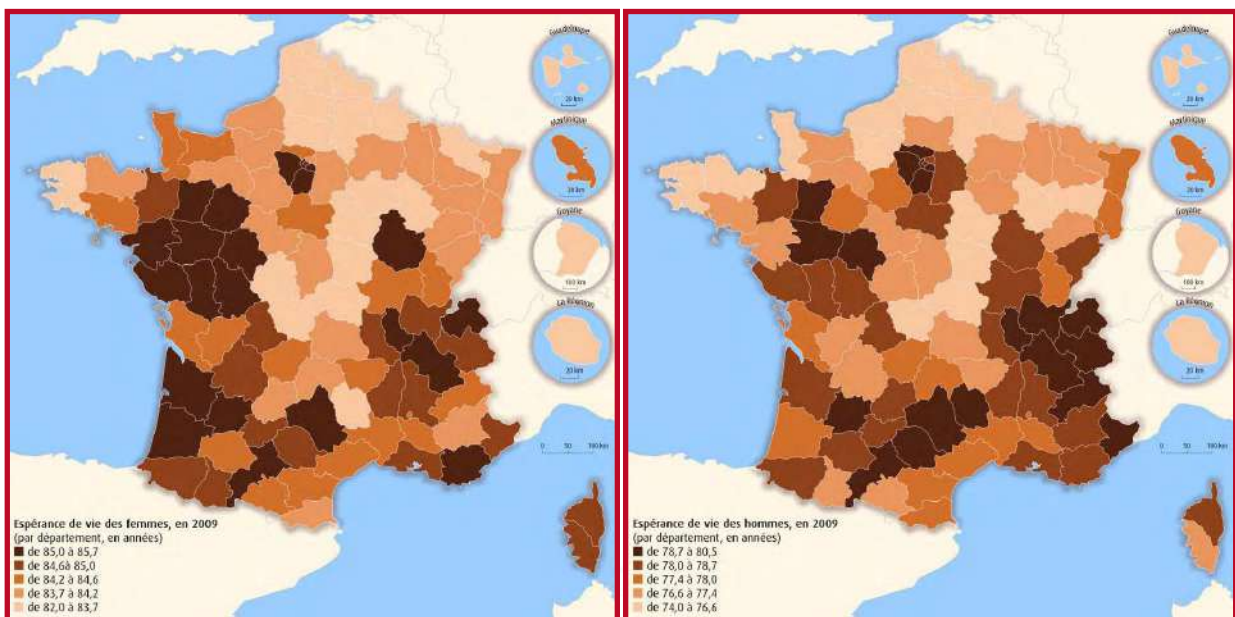 Guadeloupe
20 km
Martinique
20 km
Guyane
100 km
La Réunion
20 km
0 50 100 km
Espérance de vie des femmes, en 2009
(par département, en années)
de 85,0 à 85,7
de 84,6à 85,0
de 84,2 à 84,6
de 83,7 à 84,2
de 82,0 à 83,7
Guadeloupe
20 km
Martinique
20 km
Guyane
100 km
La Réunion
20 km
0 50 100 km
Espérance de vie des hommes, en 2009
(par département, en années)
de 78,7 à 80,5
de 78,0 à 78,7
de 77,4 à 78,0
de 76,6 à 77,4
de 74,0 à 76,6